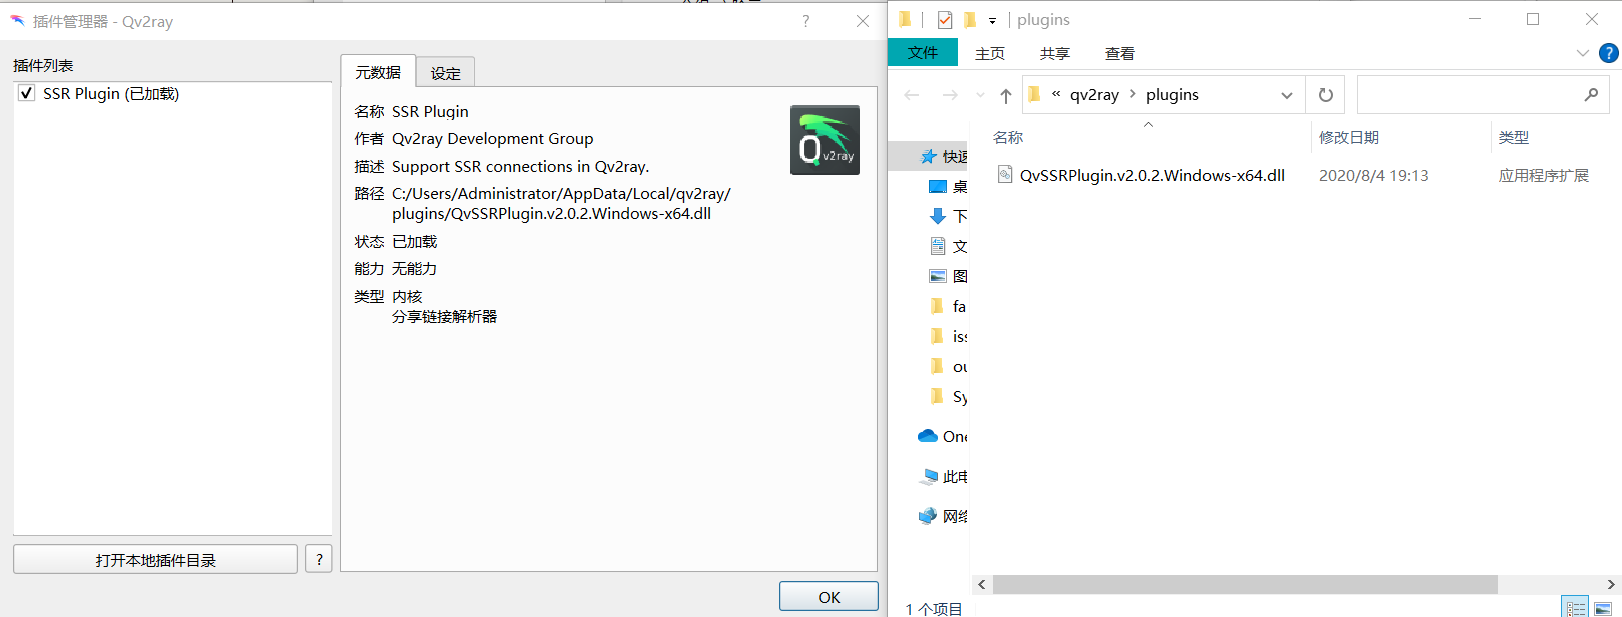 插件管理器 - Qv2ray
?
插件列表
SSR Plugin (已加载)
打开本地插件目录
?
元数据
设定
名称 SSR Plugin
作者 Qv2ray Development Group
描述 Support SSR connections in Qv2ray.
路径 C:/Users/Administrator/AppData/Local/qv2ray/
plugins/QvSSRPlugin.v2.0.2.Windows-x64.dll
状态 已加载
能力 无能力
类型 内核
分享链接解析器
Qv2ray
OK
plugins
文件 主页 共享 查看
?
« qv2ray > plugins
名称 修改日期 类型
QvSSRPlugin.v2.0.2.Windows-x64.dll 2020/8/4 19:13 应用程序扩展
快速
桌
下
文
图
fa
iss
ou
Sy
One
此电
网络
1 个项目